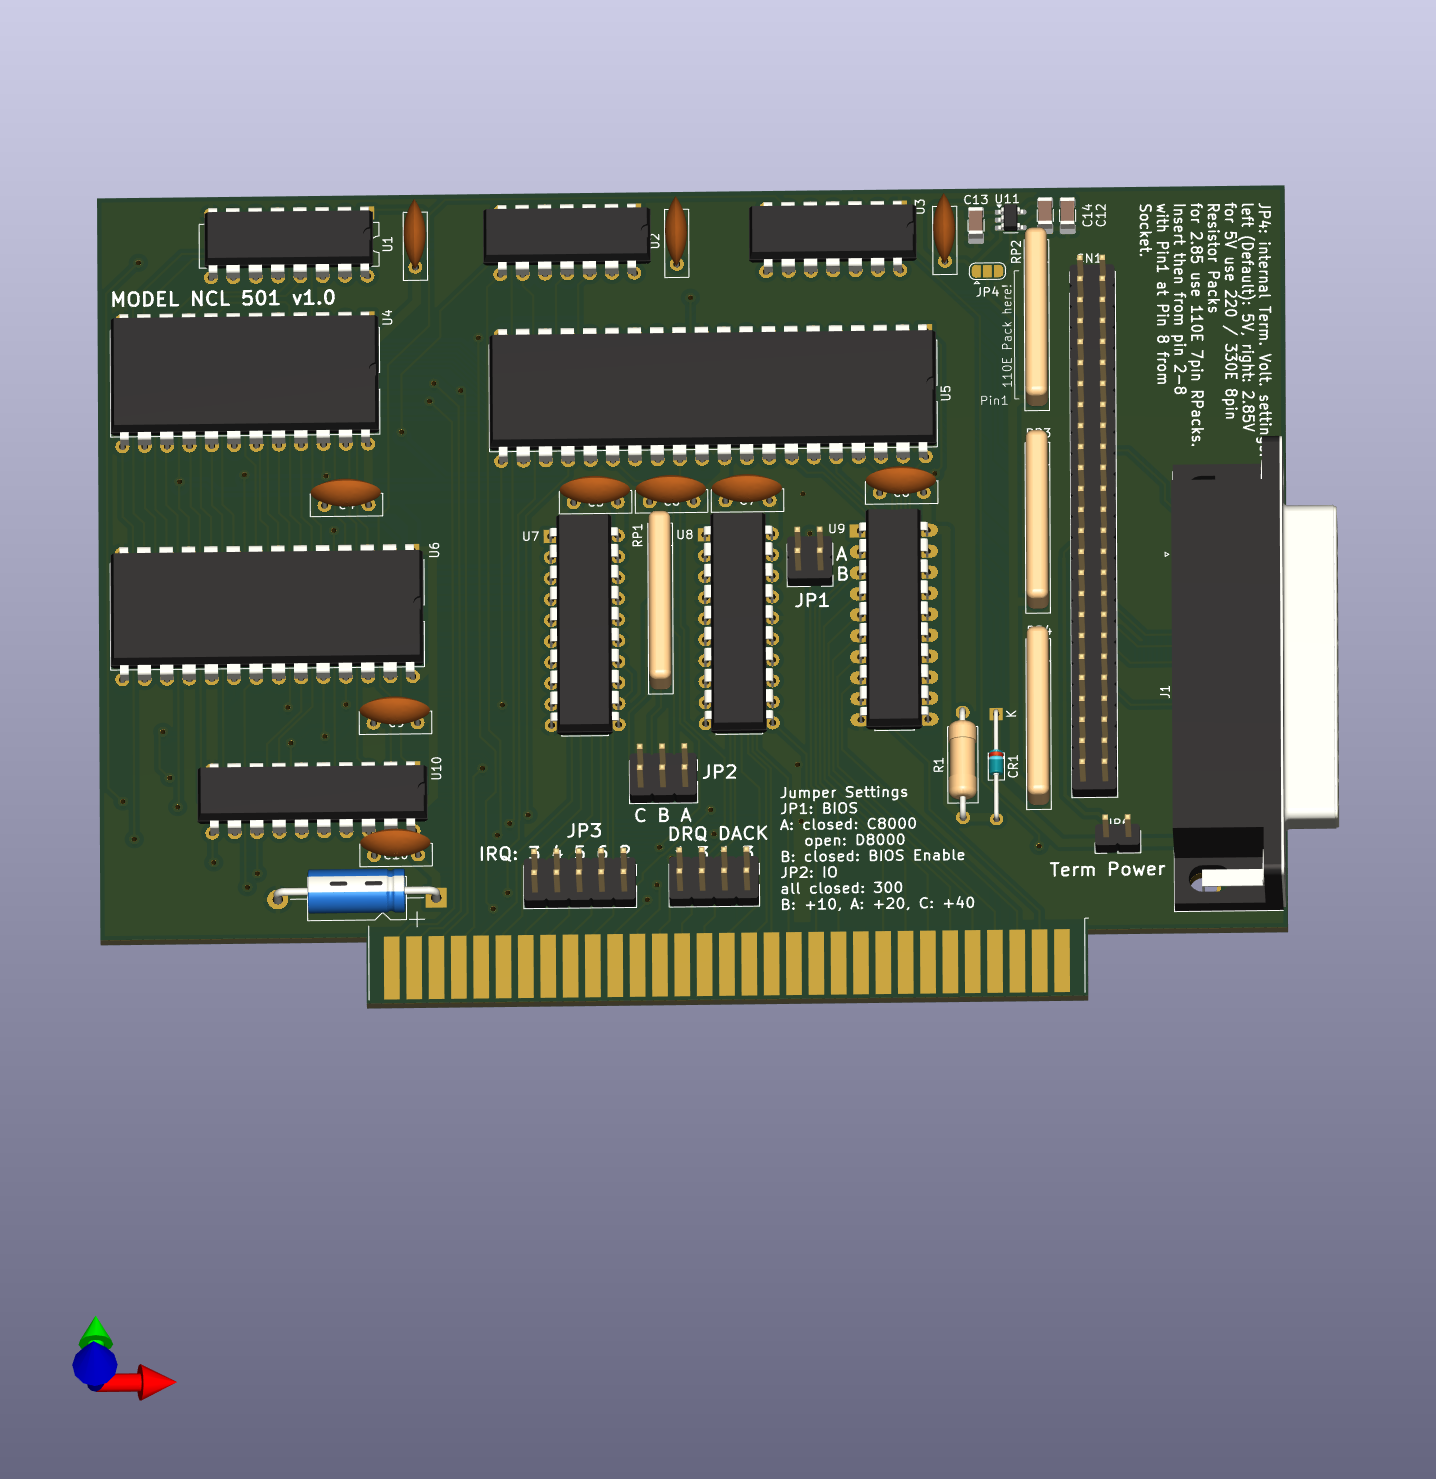 C13 U11
U3
U1
U2
C14
C12
RP2
JP4
MODEL NCL 501 v1.0
U4
JP4: internal Term. Volt. setting.
left (Default): 5V, right: 2.85V
for 5V use 220 / 330E 8pin
Resistor Packs
for 2.85 use 110E 7pin RPacks.
Insert then from pin 2-8
with Pin1 at Pin 8 from
Socket.
110E Pack here!
Pin1
U5
U7
RP1
U8
U9
A
B
JP1
U6
J1
K
R1
CR1
U10
JP2
C B A
JP3
DRQ DACK
IRQ: 3 4 5 6
Jumper Settings
JP1: BIOS
A: closed: C8000
open: D8000
B: closed: BIOS Enable
JP2: IO
all closed: 300
B: +10, A: +20, C: +40
Term Power
+